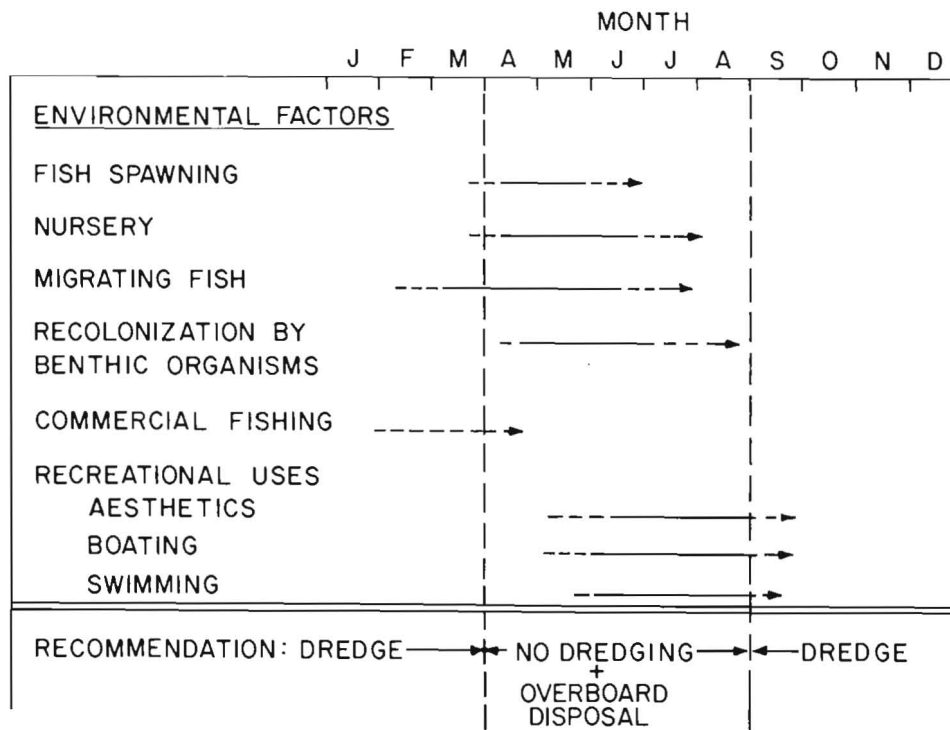 MONTH
J F M A M J J A S O N D
ENVIRONMENTAL FACTORS
FISH SPAWNING
NURSERY
MIGRATING FISH
RECOLONIZATION BY
BENTHIC ORGANISMS
COMMERCIAL FISHING
RECREATIONAL USES
AESTHETICS
BOATING
SWIMMING
RECOMMENDATION: DREDGE NO DREDGING DREDGE
+
OVERBOARD
DISPOSAL